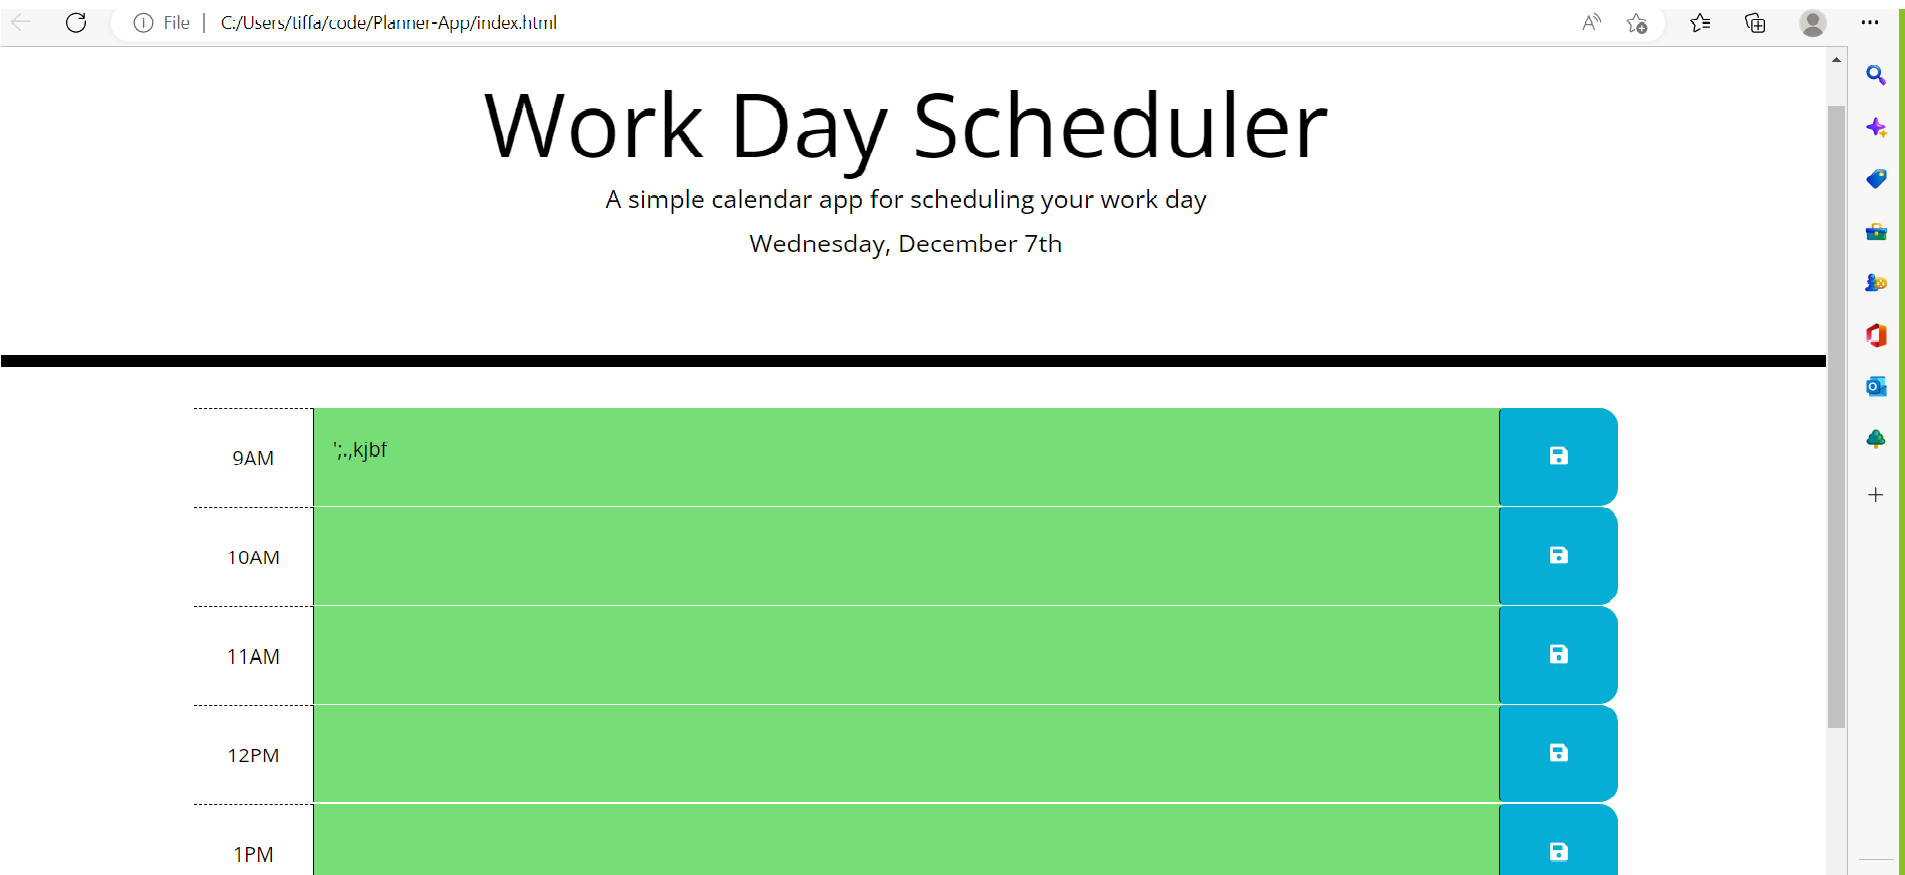 File C:/Users/tiffa/code/Planner-App/index.html
Work Day Scheduler
A simple calendar app for scheduling your work day
Wednesday, December 7th
9AM ';.,kjbf
10AM
11AM
12PM
1PM